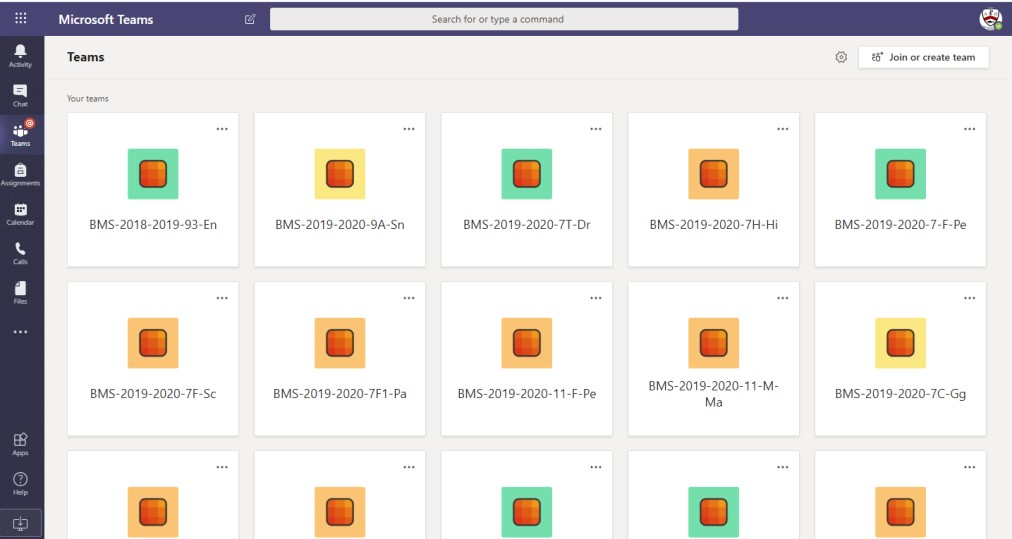 Microsoft Teams
Search for or type a command
Activity
Chat
Teams
Assignments
Calendar
Calls
Files
Apps
Help
Teams
Join or create team
Your teams
BMS-2018-2019-93-En
BMS-2019-2020-9A-Sn
BMS-2019-2020-7T-Dr
BMS-2019-2020-7H-Hi
BMS-2019-2020-7-F-Pe
BMS-2019-2020-7F-Sc
BMS-2019-2020-7F1-Pa
BMS-2019-2020-11-F-Pe
BMS-2019-2020-11-M-
Ma
BMS-2019-2020-7C-Gg